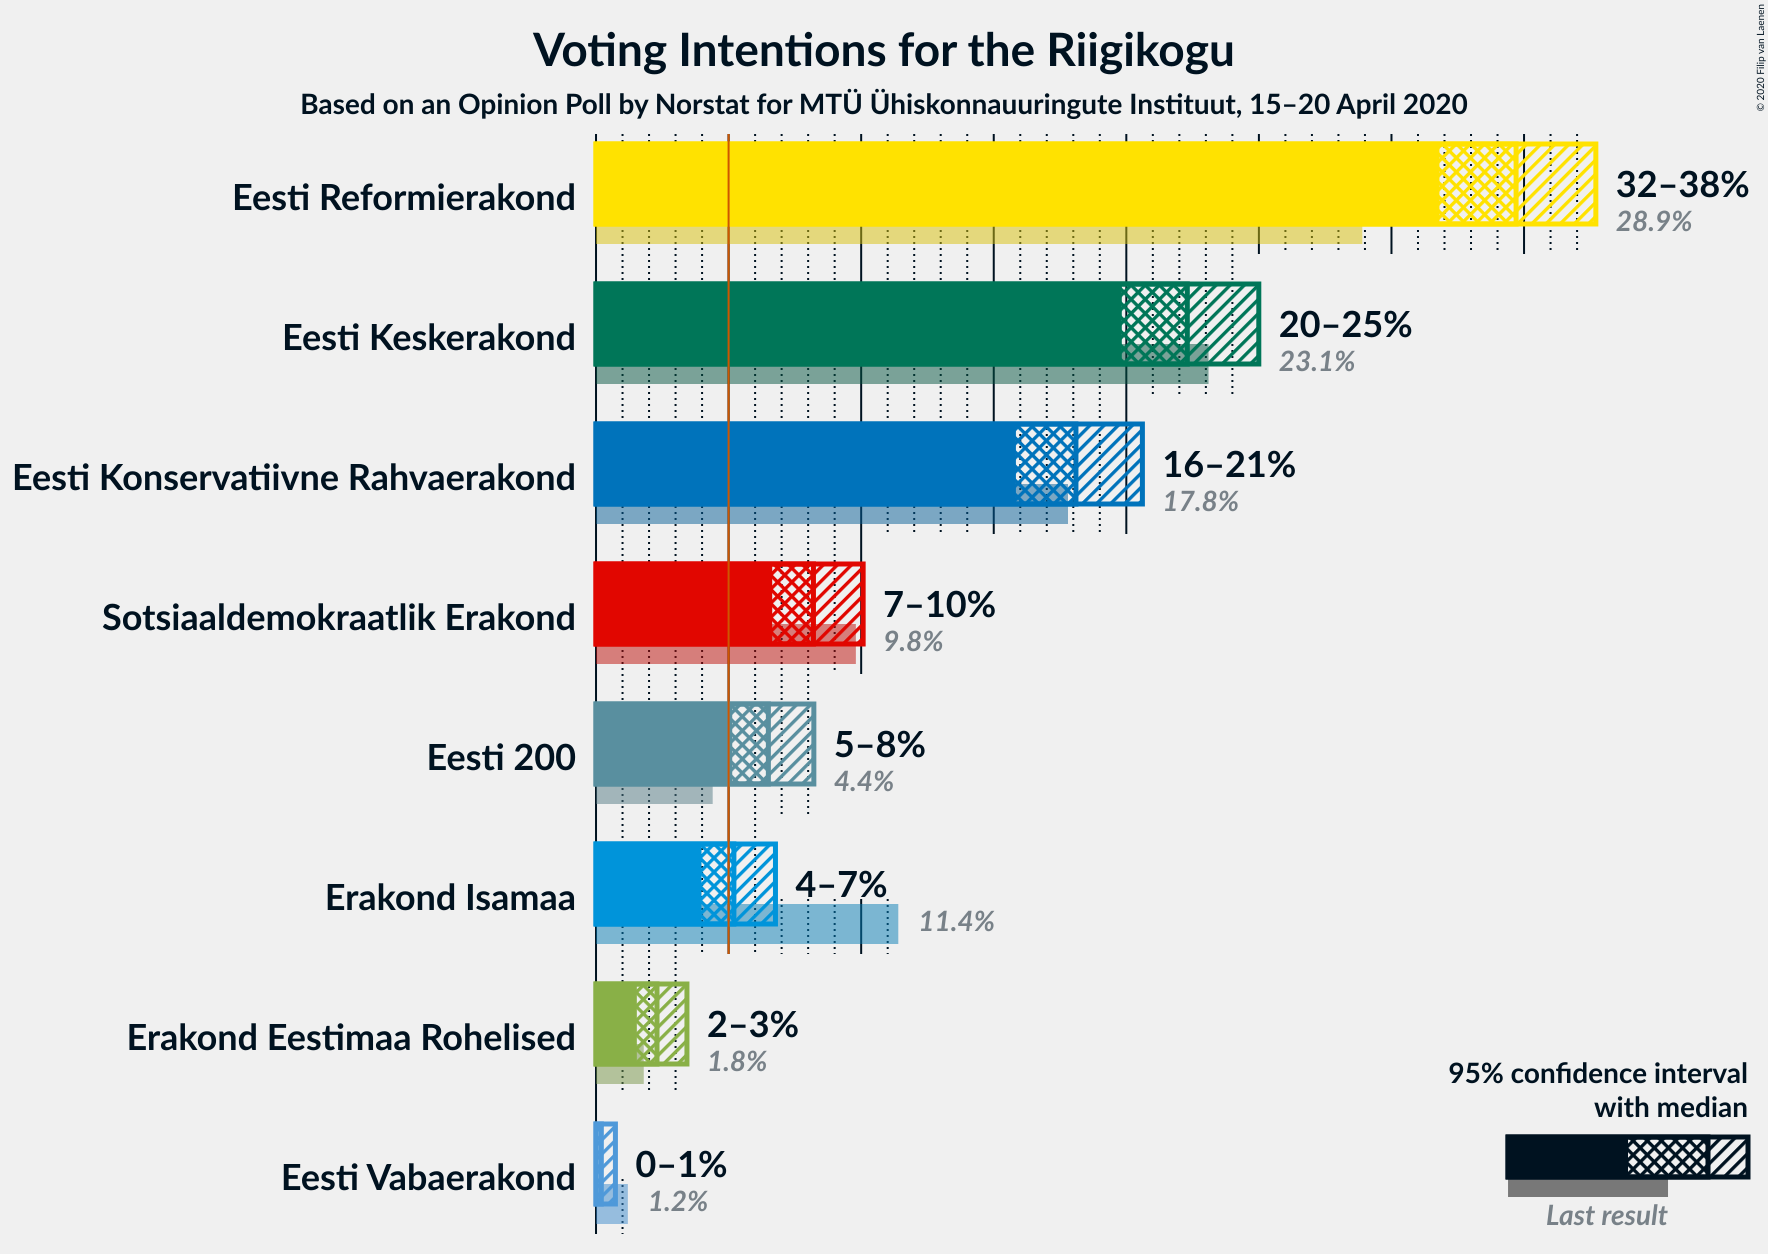 Voting Intentions for the Riigikogu
Based on an Opinion Poll by Norstat for MTÜ Ühiskonnauuringute Instituut, 15–20 April 2020
© 2020 Filip van Laenen
Eesti Reformierakond
32–38%
28.9%
Eesti Keskerakond
20–25%
23.1%
Eesti Konservatiivne Rahvaerakond
16–21%
17.8%
Sotsiaaldemokraatlik Erakond
7–10%
9.8%
Eesti 200
5–8%
4.4%
Erakond Isamaa
4–7%
11.4%
Erakond Eestimaa Rohelised
2–3%
1.8%
Eesti Vabaerakond
0–1%
1.2%
95% confidence interval
with median
Last result